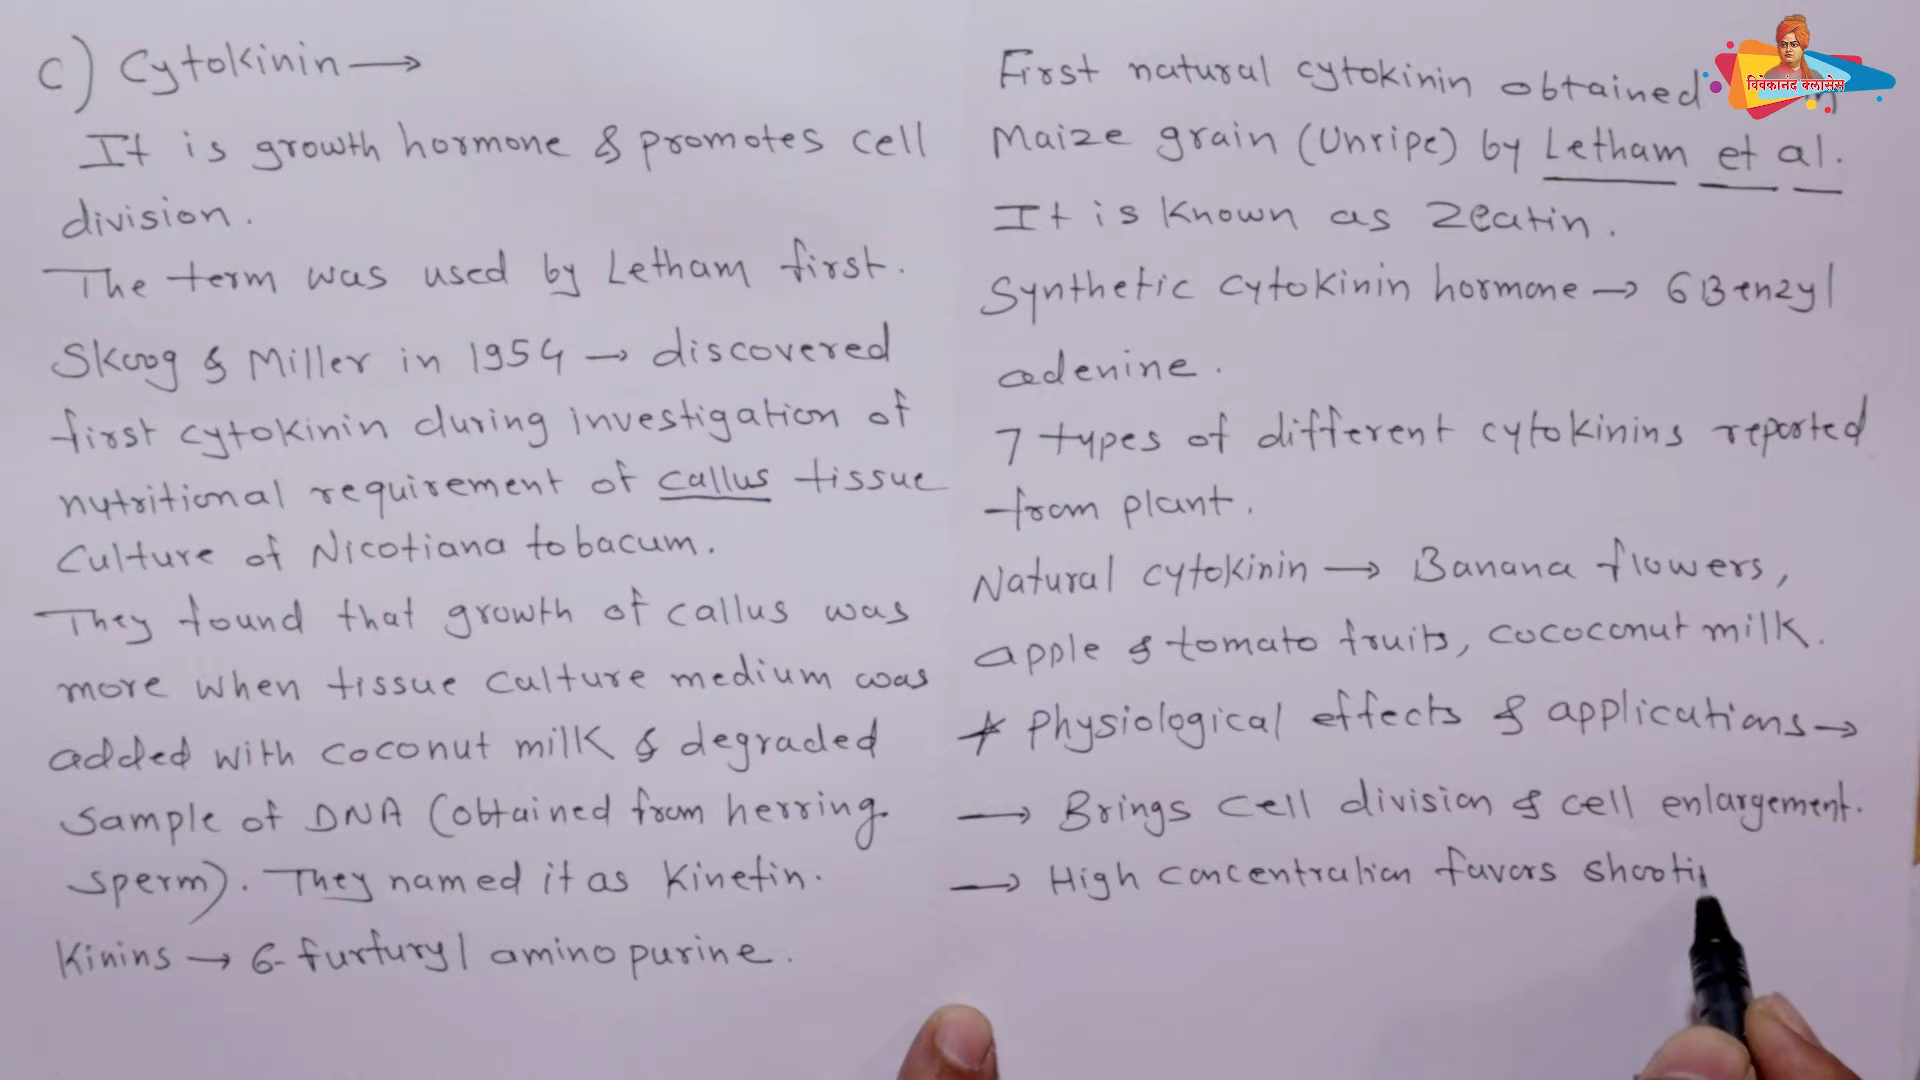 C) Cytokinin →
It is growth hormone & promotes cell
division.
The term was used by Letham first.
Skoog & Miller in 1954 → discovered
first cytokinin during investigation of
nutritional requirement of callus tissue
culture of Nicotiana tobacum.
They found that growth of callus was
more when tissue culture medium was
added with coconut milk & degraded
sample of DNA (obtained from herring
sperm). They named it as Kinetin.
Kinins → 6-furfuryl amino purine.
First natural cytokinin obtained
Maize grain (Unripe) by Letham et al.
It is known as Zeatin.
Synthetic cytokinin hormone → 6 Benzyl
adenine.
7 types of different cytokinins reported
from plant.
Natural cytokinin → Banana flowers,
apple & tomato fruits, cococonut milk.
* Physiological effects & applications →
→ Brings cell division & cell enlargement.
→ High concentration favors shooti
विवेकानंद क्लासेस